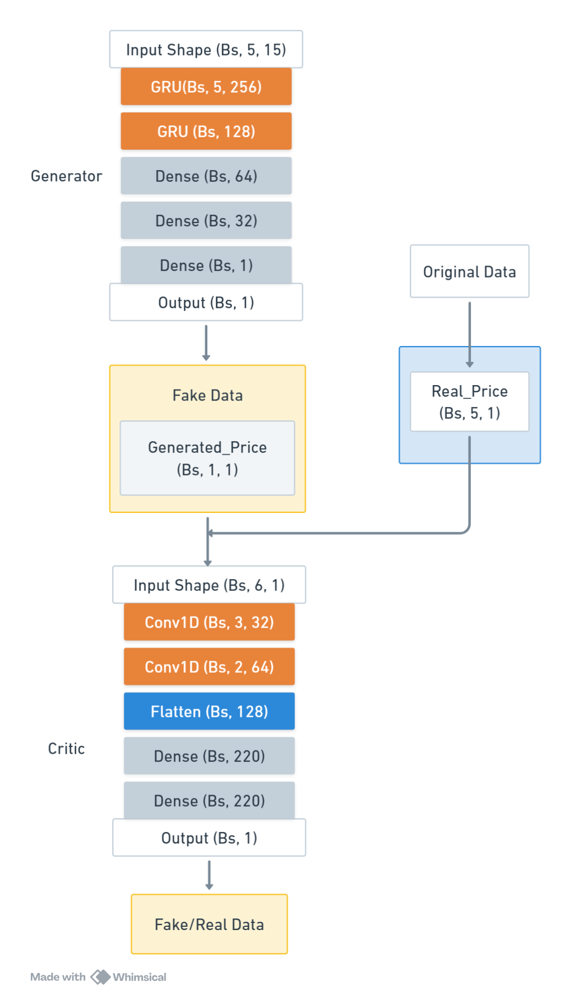 Input Shape (Bs, 5, 15)
GRU(Bs, 5, 256)
GRU (Bs, 128)
Generator
Dense (Bs, 64)
Dense (Bs, 32)
Dense (Bs, 1)
Output (Bs, 1)
Original Data
Fake Data
Generated_Price
(Bs, 1, 1)
Real_Price
(Bs, 5, 1)
Input Shape (Bs, 6, 1)
Conv1D (Bs, 3, 32)
Conv1D (Bs, 2, 64)
Flatten (Bs, 128)
Critic
Dense (Bs, 220)
Dense (Bs, 220)
Output (Bs, 1)
Fake/Real Data
Made with Whimsical